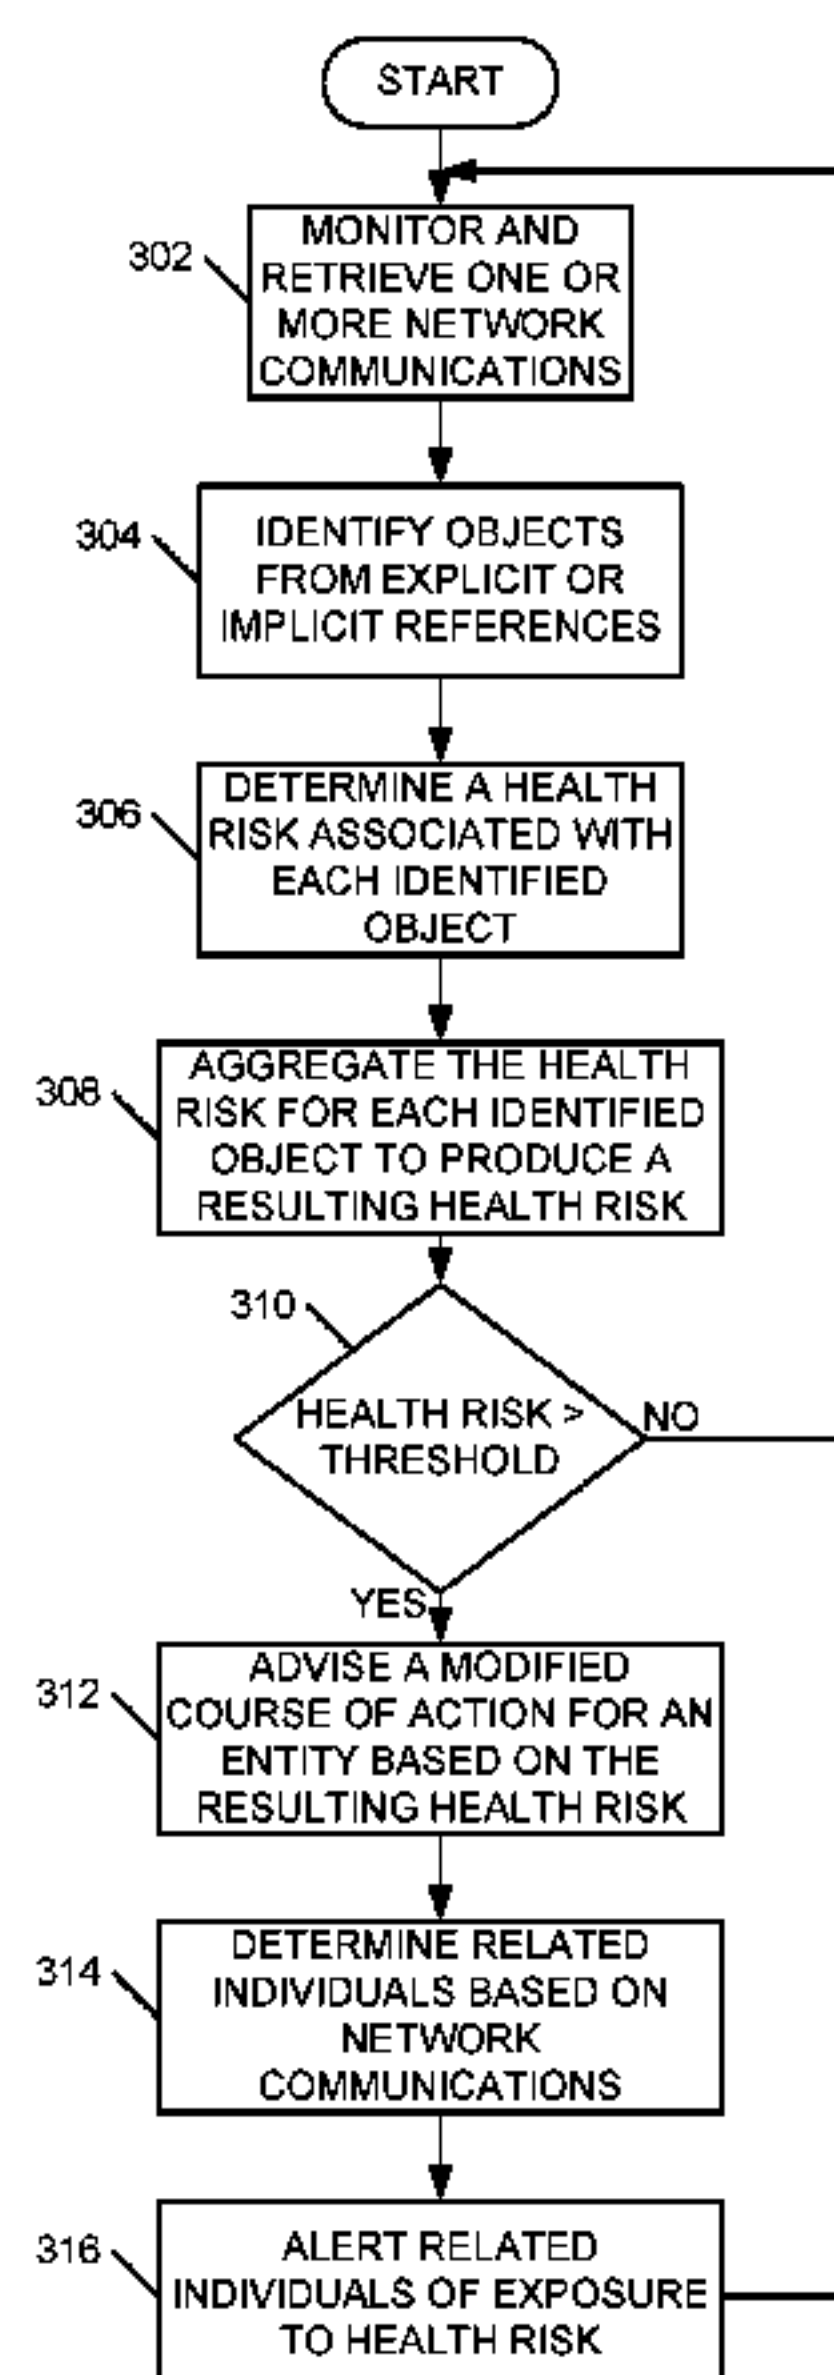 START
302
MONITOR AND
RETRIEVE ONE OR
MORE NETWORK
COMMUNICATIONS
304
IDENTIFY OBJECTS
FROM EXPLICIT OR
IMPLICIT REFERENCES
306
DETERMINE A HEALTH
RISK ASSOCIATED WITH
EACH IDENTIFIED
OBJECT
308
AGGREGATE THE HEALTH
RISK FOR EACH IDENTIFIED
OBJECT TO PRODUCE A
RESULTING HEALTH RISK
310
HEALTH RISK >
THRESHOLD
NO
YES
312
ADVISE A MODIFIED
COURSE OF ACTION FOR AN
ENTITY BASED ON THE
RESULTING HEALTH RISK
314
DETERMINE RELATED
INDIVIDUALS BASED ON
NETWORK
COMMUNICATIONS
316
ALERT RELATED
INDIVIDUALS OF EXPOSURE
TO HEALTH RISK